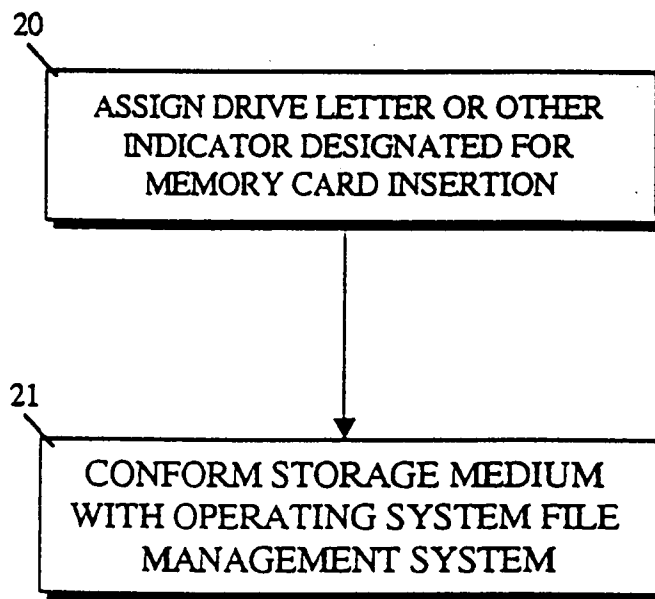 20
ASSIGN DRIVE LETTER OR OTHER
INDICATOR DESIGNATED FOR
MEMORY CARD INSERTION
21
CONFORM STORAGE MEDIUM
WITH OPERATING SYSTEM FILE
MANAGEMENT SYSTEM